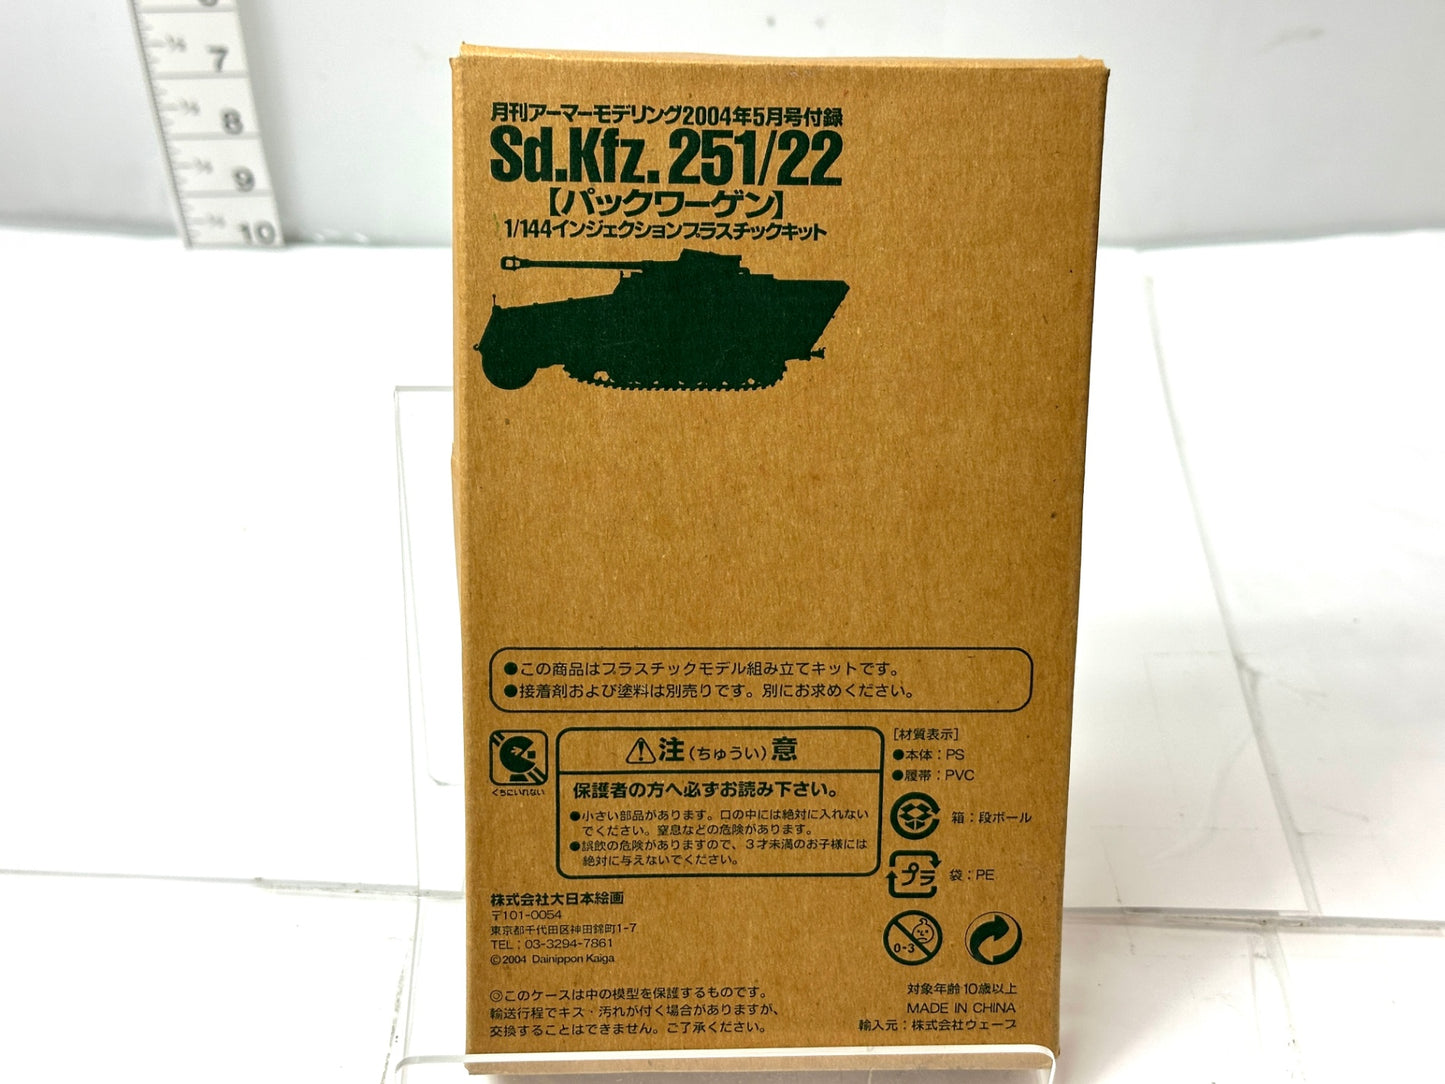 7
8
9
10
月刊アーマーモデリング2004年5月号付録
Sd.Kfz. 251/22
【パックワーゲン】
1/144インジェクションプラスチックキット
●この商品はプラスチックモデル組み立てキットです。
●接着剤および塗料は別売りです。別にお求めください。
くちにいれない
⚠注(ちゅうい)意
保護者の方へ必ずお読み下さい。
●小さい部品があります。口の中には絶対に入れない
でください。窒息などの危険があります。
●誤飲の危険がありますので、3才未満のお子様には
絶対に与えないでください。
[材質表示]
●本体：PS
●履帯：PVC
箱：段ボール
プラ
袋：PE
0-3
株式会社大日本絵画
〒101-0054
東京都千代田区神田錦町1-7
TEL：03-3294-7861
©2004 Dainippon Kaiga
◎このケースは中の模型を保護するものです。
輸送行程でキズ・汚れが付く場合がありますが、
交換することはできません。ご了承ください。
対象年齢10歳以上
MADE IN CHINA
輸入元：株式会社ウェーブ